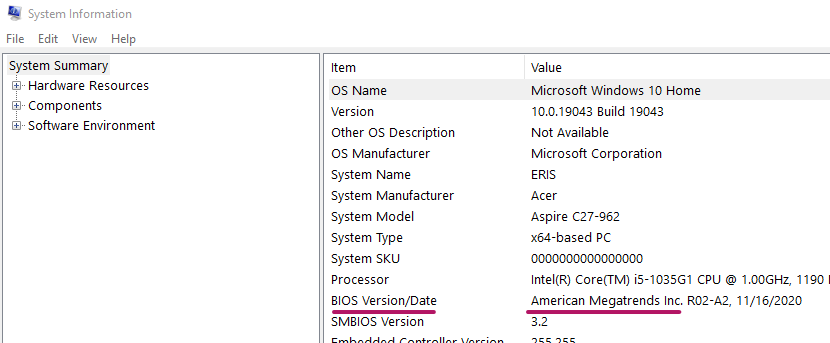 System Information
File Edit View Help
System Summary
Hardware Resources
Components
Software Environment
Item Value
OS Name Microsoft Windows 10 Home
Version 10.0.19043 Build 19043
Other OS Description Not Available
OS Manufacturer Microsoft Corporation
System Name ERIS
System Manufacturer Acer
System Model Aspire C27-962
System Type x64-based PC
System SKU 0000000000000000
Processor Intel(R) Core(TM) i5-1035G1 CPU @ 1.00GHz, 1190
BIOS Version/Date American Megatrends Inc. R02-A2, 11/16/2020
SMBIOS Version 3.2
Embedded Controller Version 255.255